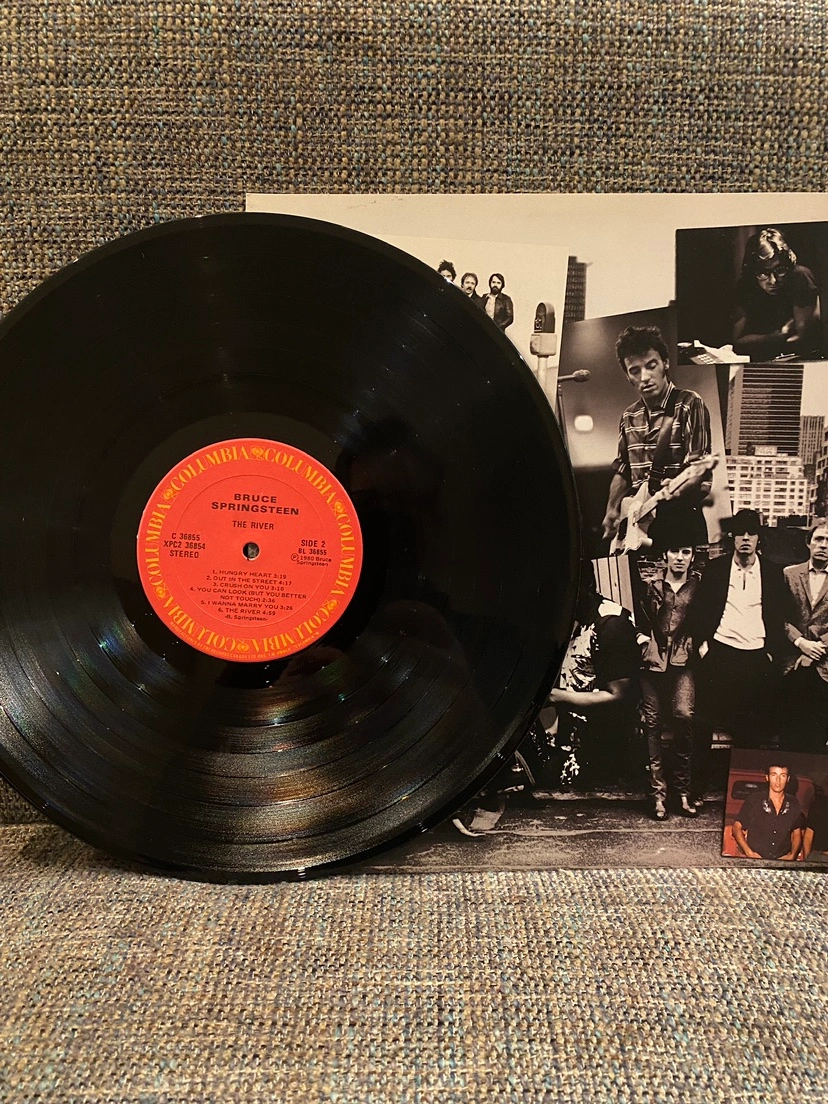 COLUMBIA COLUMBIA COLUMBIA COLUMBIA COLUMBIA COLUMBIA
BRUCE
SPRINGSTEEN
THE RIVER
C 36855
XPC2 36854
STEREO
SIDE 2
BL 36855
Ⓟ 1980 Bruce
Springsteen
1. HUNGRY HEART 3:19
2. OUT IN THE STREET 4:17
3. CRUSH ON YOU 3:10
4. YOU CAN LOOK (BUT YOU BETTER
NOT TOUCH) 2:36
5. I WANNA MARRY YOU 3:26
6. THE RIVER 4:59
-B. Springsteen-